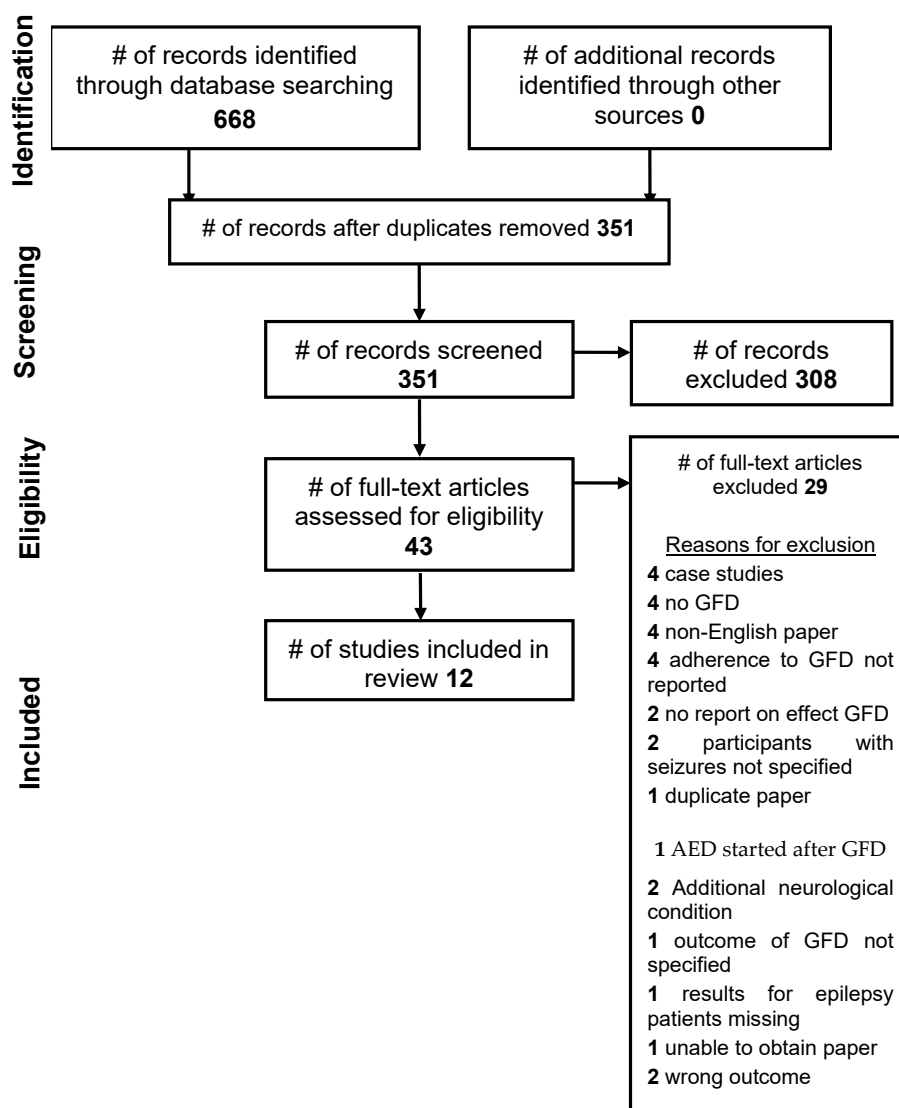 Identification
# of records identified
through database searching
668
# of additional records
identified through other
sources 0
# of records after duplicates removed 351
Screening
# of records screened
351
# of records
excluded 308
Eligibility
# of full-text articles
assessed for eligibility
43
# of full-text articles
excluded 29
Reasons for exclusion
4 case studies
4 no GFD
4 non-English paper
4 adherence to GFD not
reported
2 no report on effect GFD
2 participants with
seizures not specified
1 duplicate paper
1 AED started after GFD
2 Additional neurological
condition
1 outcome of GFD not
specified
1 results for epilepsy
patients missing
1 unable to obtain paper
2 wrong outcome
Included
# of studies included in
review 12